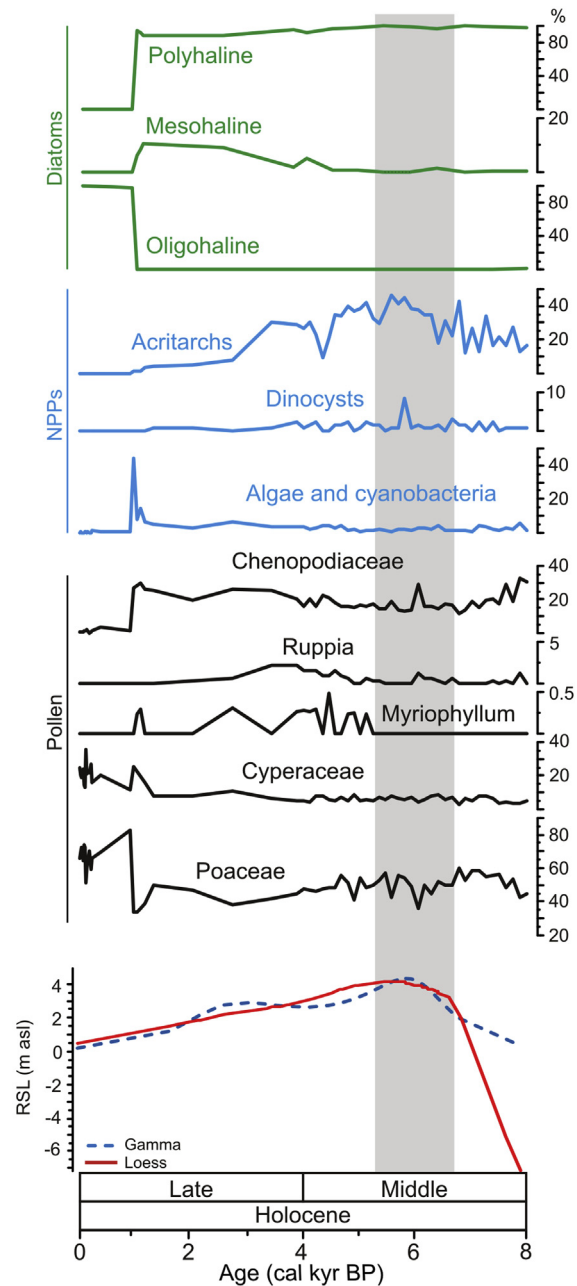 %
80
40
Polyhaline
20
Mesohaline
80
40
Oligohaline
Diatoms
40
20
Acritarchs
10
Dinocysts
40
20
Algae and cyanobacteria
NPPs
40
20
Chenopodiaceae
5
Ruppia
0.5
Myriophyllum
40
20
Cyperaceae
80
60
40
20
Poaceae
Pollen
4
2
0
-2
-4
-6
RSL (m asl)
Gamma
Loess
Late Middle
Holocene
0 2 4 6 8
Age (cal kyr BP)